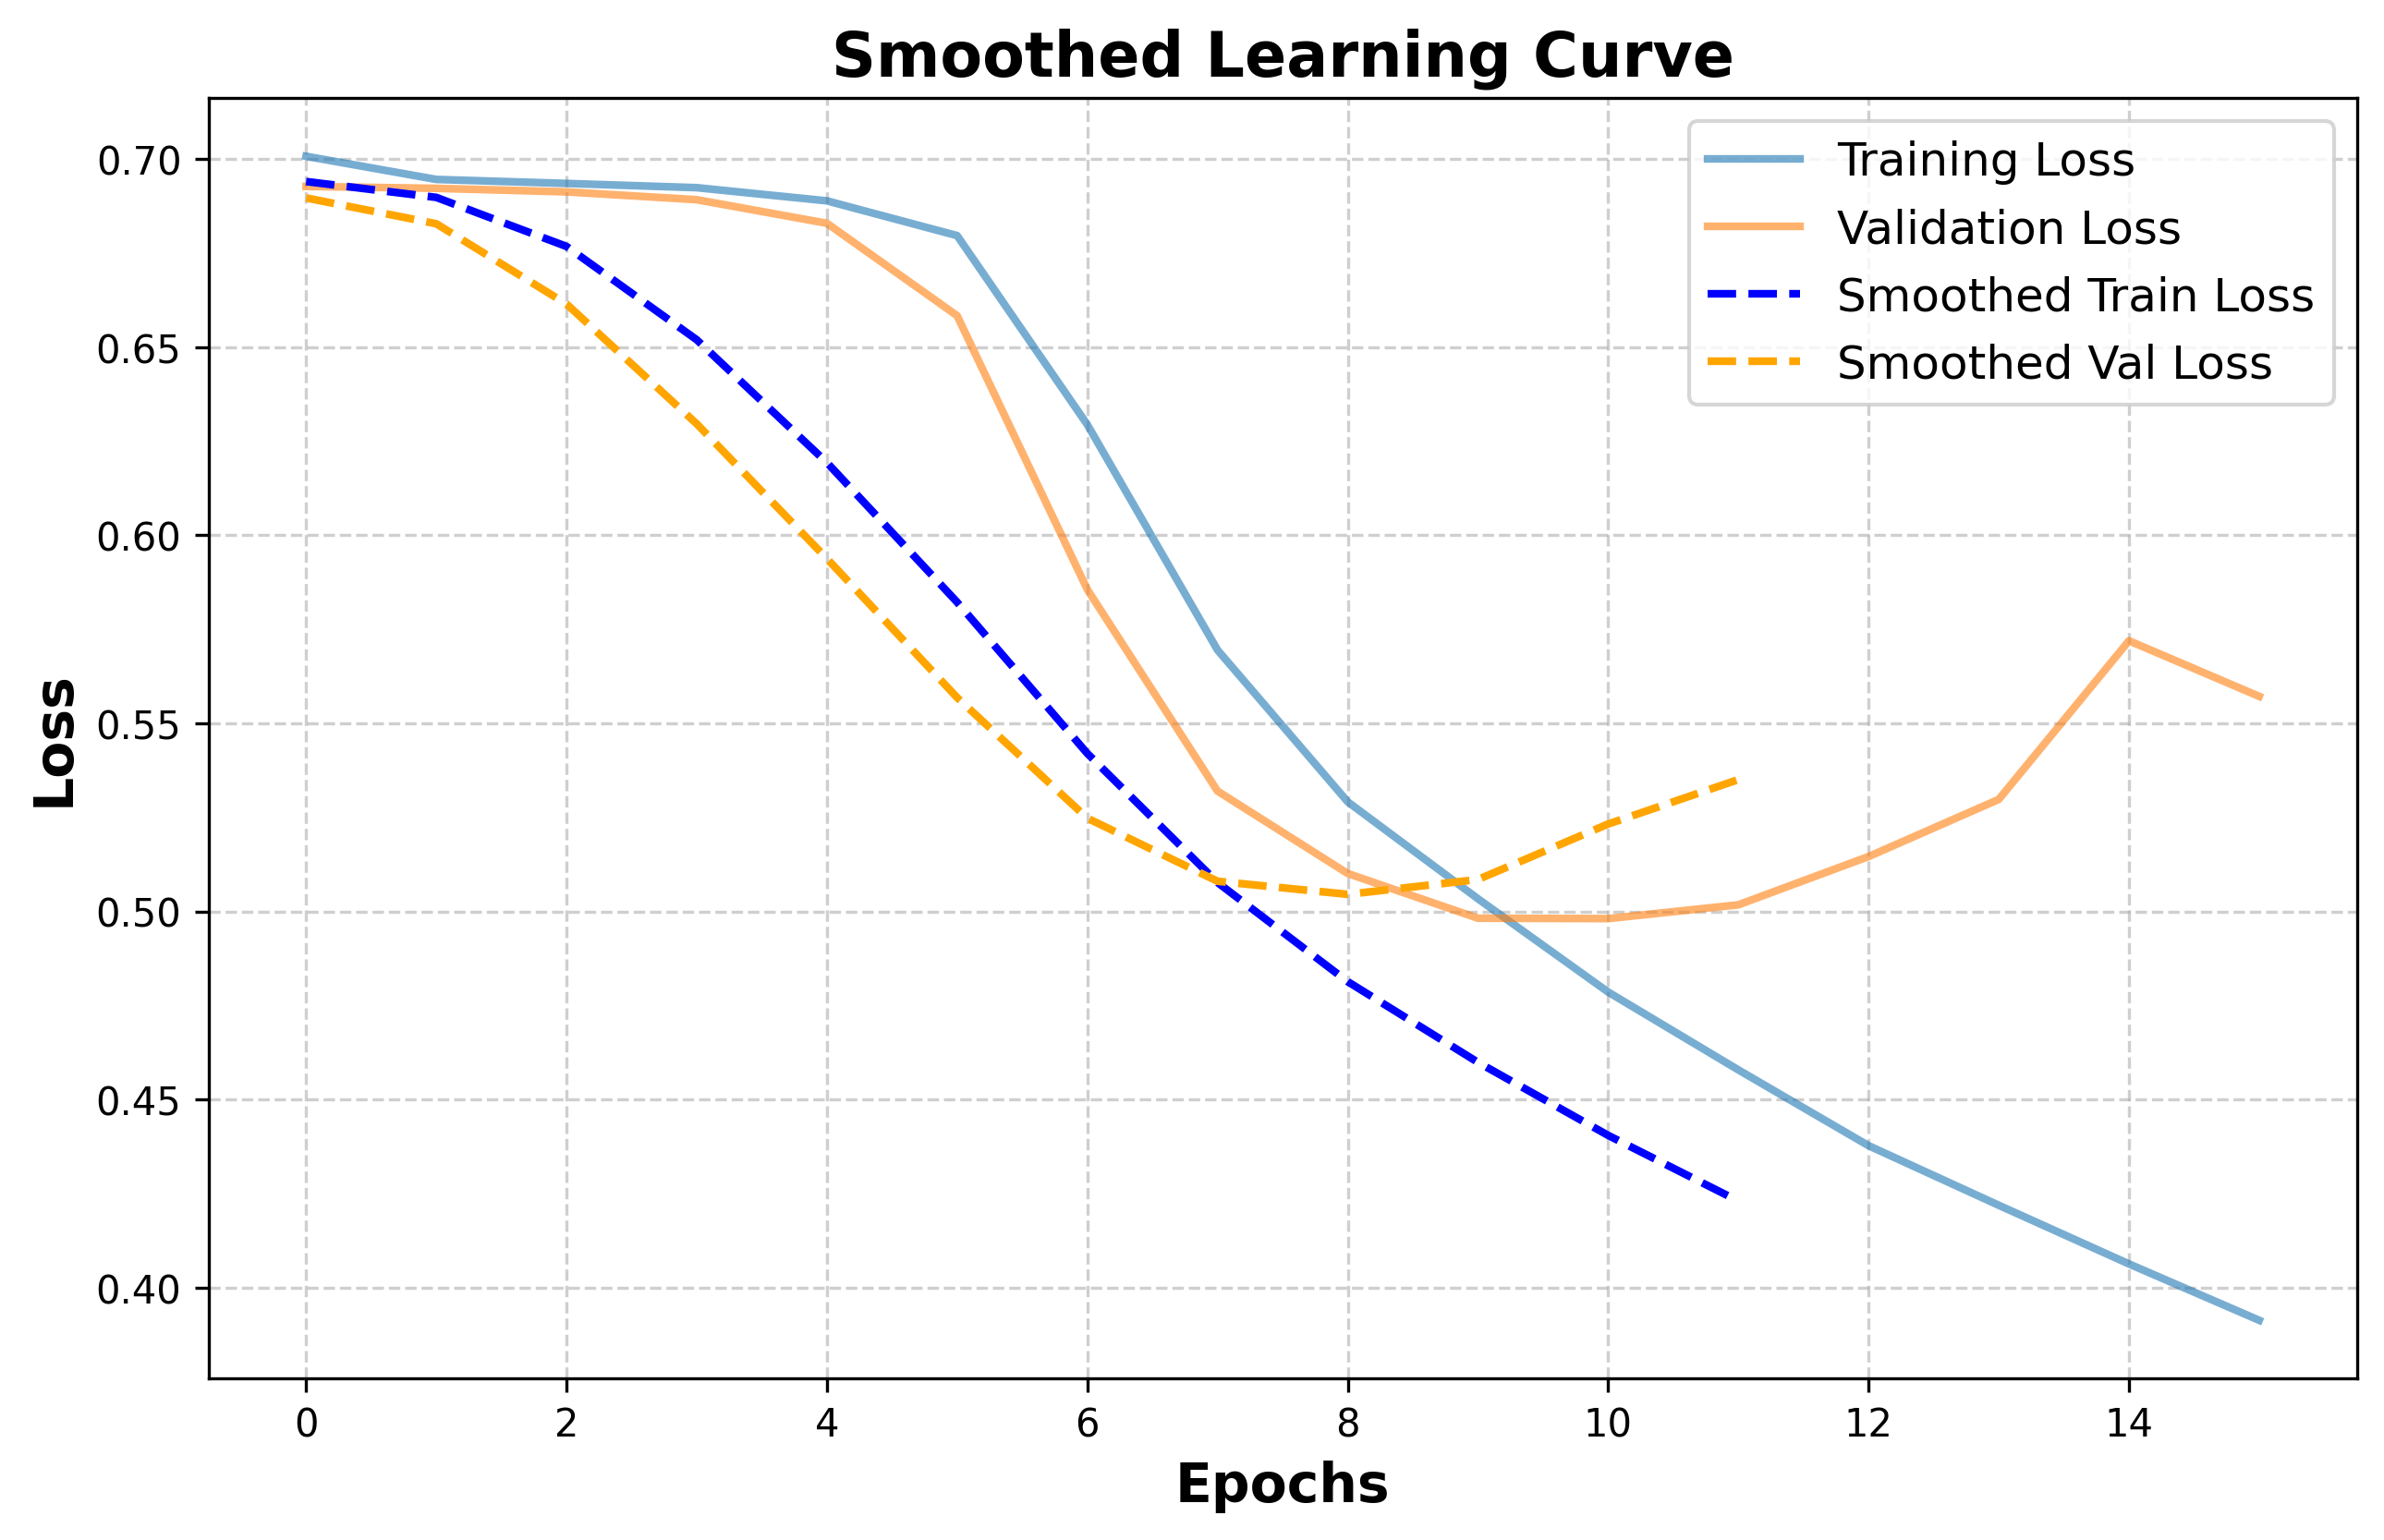 Smoothed Learning Curve
Training Loss
Validation Loss
Smoothed Train Loss
Smoothed Val Loss
0.70
0.65
0.60
0.55
0.50
0.45
0.40
Loss
0 2 4 6 8 10 12 14
Epochs